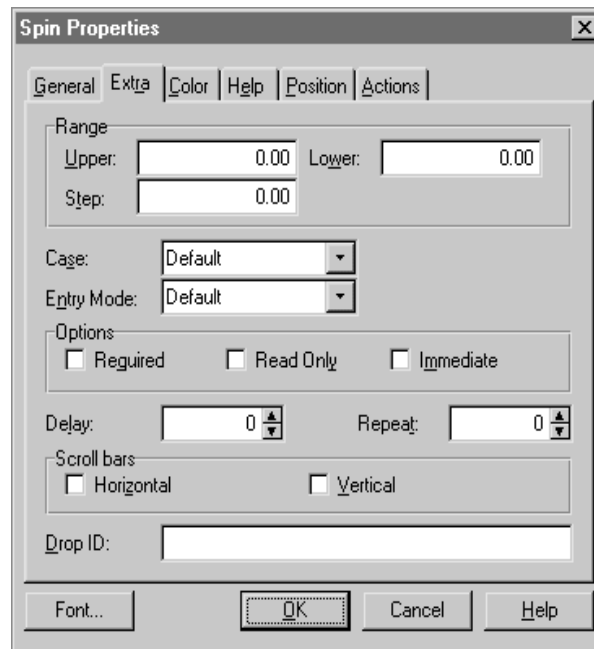 Spin Properties
General Extra Color Help Position Actions
Range
Upper: 0.00 Lower: 0.00
Step: 0.00
Case: Default
Entry Mode: Default
Options
Required Read Only Immediate
Delay: 0 Repeat: 0
Scroll bars
Horizontal Vertical
Drop ID:
Font... OK Cancel Help